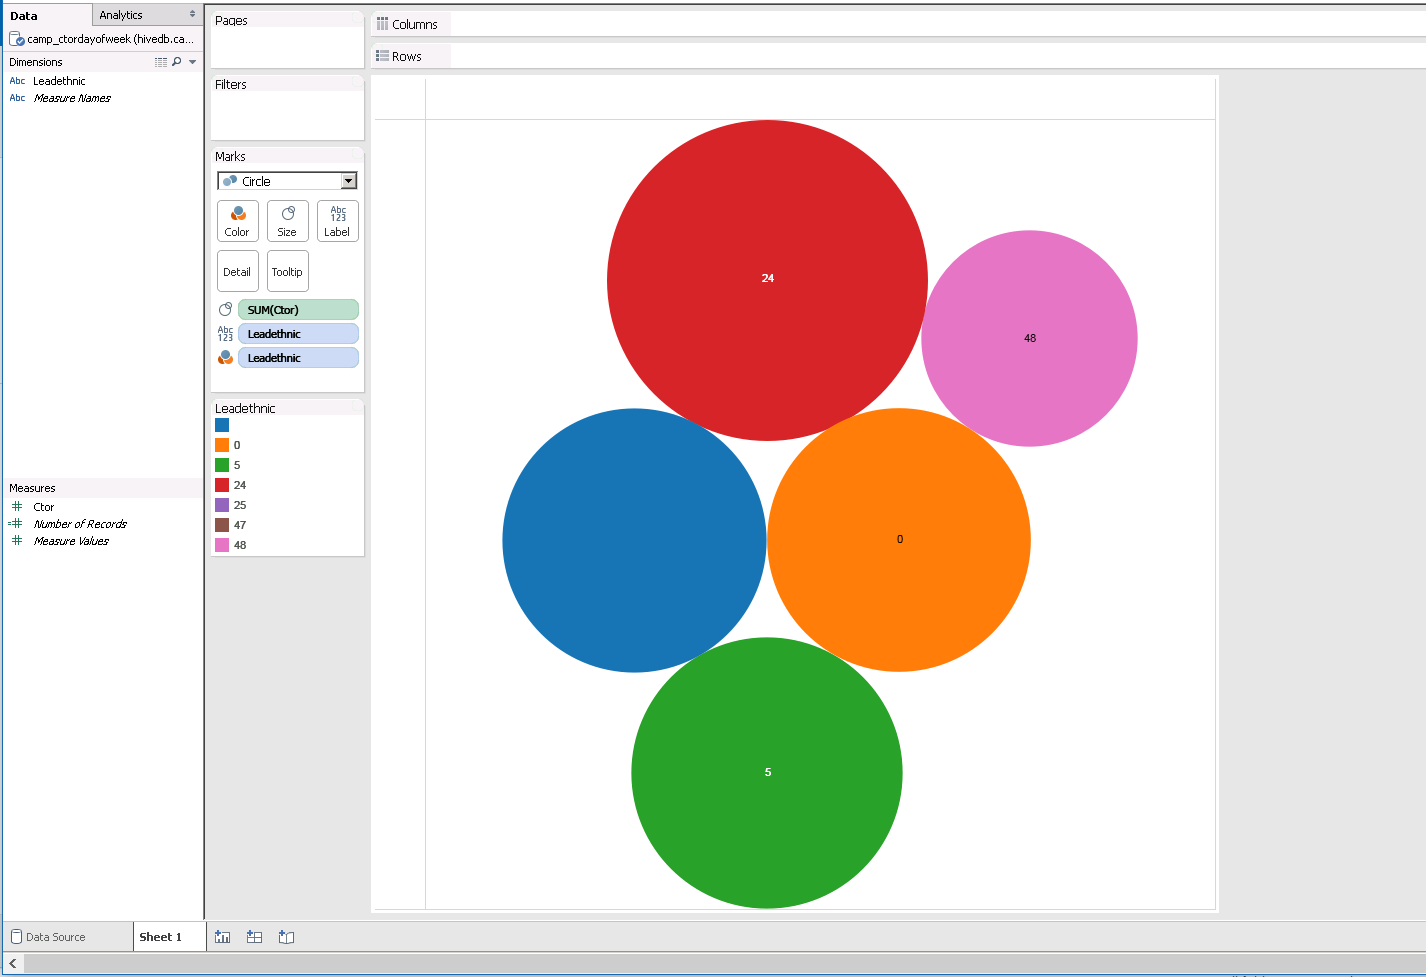 Data
Analytics
camp_ctordayofweek (hivedb.ca...
Dimensions
Abc Leadethnic
Abc Measure Names
Measures
Ctor
Number of Records
Measure Values
Pages
Filters
Marks
Circle
Abc
123
Color
Size
Label
Detail
Tooltip
SUM(Ctor)
Abc
123
Leadethnic
Leadethnic
Leadethnic
0
5
24
25
47
48
Columns
Rows
24
48
0
5
Data Source
Sheet 1